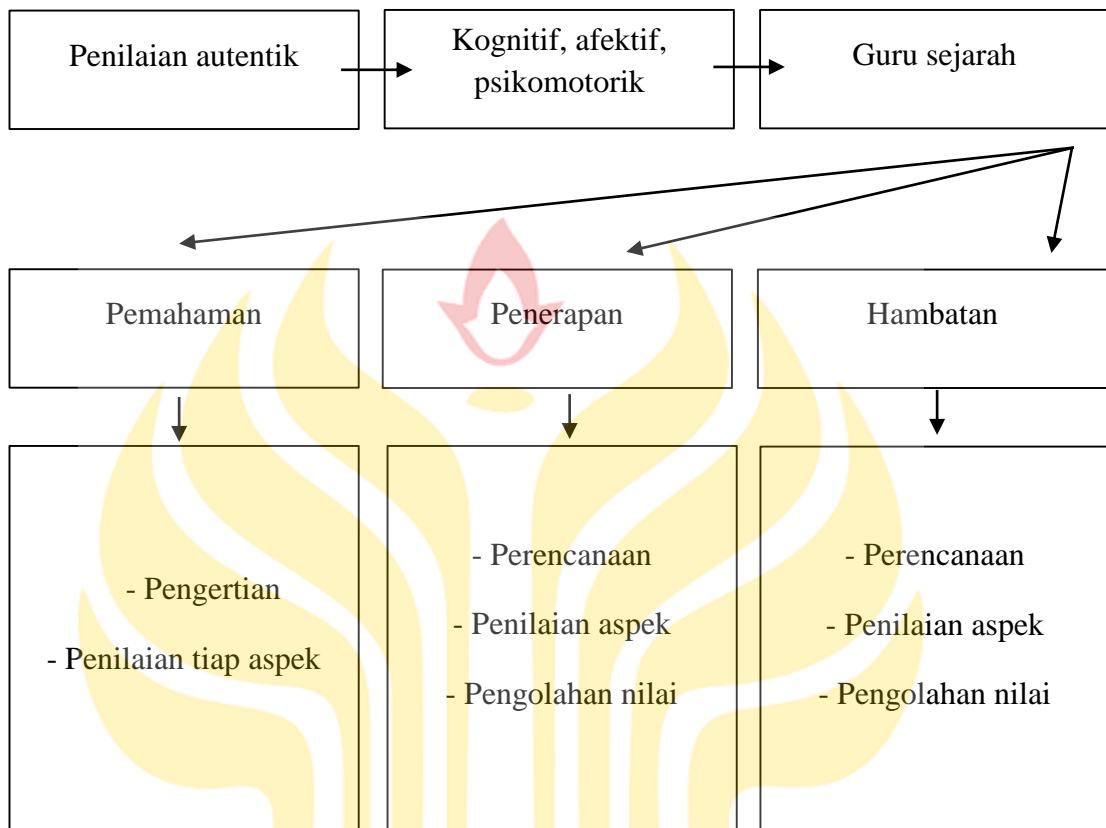 Penilaian autentik
Kognitif, afektif,
psikomotorik
Guru sejarah
Pemahaman
Penerapan
Hambatan
- Pengertian
- Penilaian tiap aspek
- Perencanaan
- Penilaian aspek
- Pengolahan nilai
- Perencanaan
- Penilaian aspek
- Pengolahan nilai